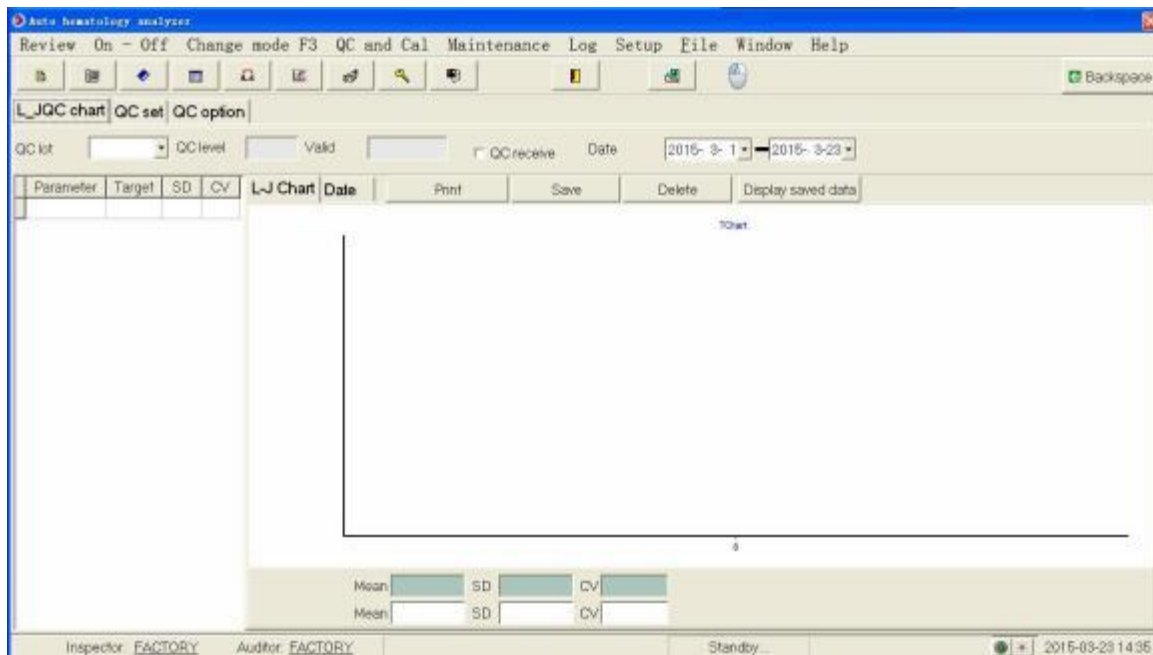 Auto hematology analyzer
Review On - Off Change mode F3 QC and Cal Maintenance Log Setup File Window Help
Backspace
L_JQC chart QC set QC option
QC lot QC level Valid QC receive Date 2015- 3- 1 2015- 3-23
Parameter Target SD CV L-J Chart Date Print Save Delete Display saved data
TChart
0
Mean SD CV
Mean SD CV
Inspector: FACTORY Auditor: FACTORY Standby... 2015-03-23 14:35